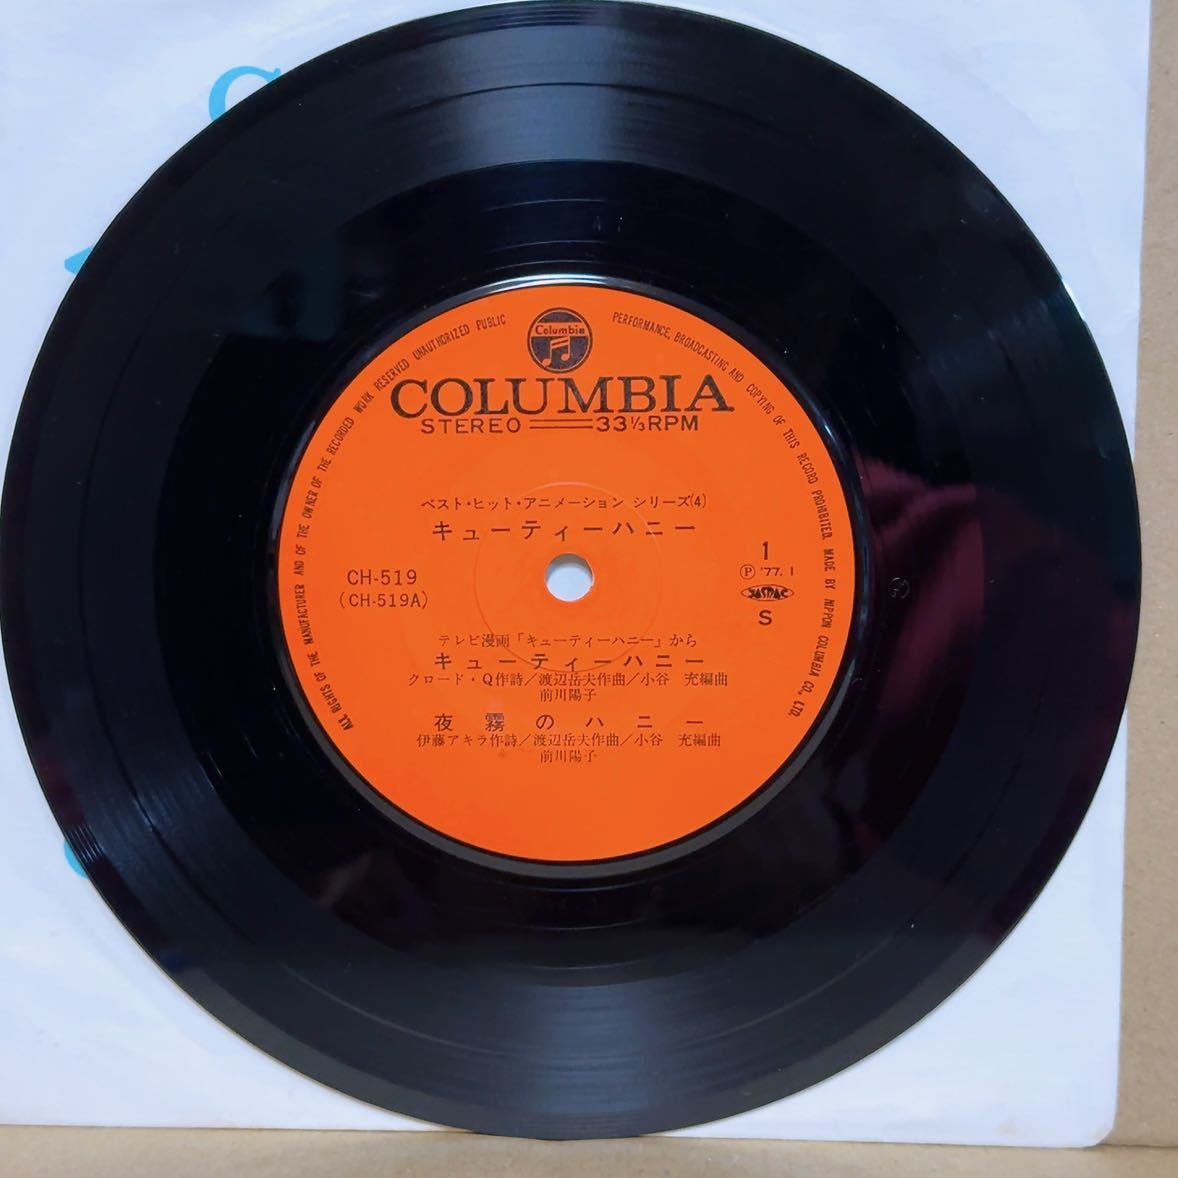 ALL RIGHTS OF THE MANUFACTURER AND OF THE OWNER OF THE RECORDED WORK RESERVED UNAUTHORIZED PUBLIC PERFORMANCE, BROADCASTING AND COPYING OF THIS RECORD PROHIBITED. MADE BY NIPPON COLUMBIA CO., LTD.
Columbia
COLUMBIA
STEREO 33⅓RPM
ベスト・ヒット・アニメーション シリーズ(4)
キューティーハニー
CH-519
(CH-519A)
1
Ⓟ '77. 1
JASRAC
S
テレビ漫画「キューティーハニー」から
キューティーハニー
クロード・Q作詩/渡辺岳夫作曲/小谷 充編曲
前川陽子
夜霧のハニー
伊藤アキラ作詩/渡辺岳夫作曲/小谷 充編曲
前川陽子